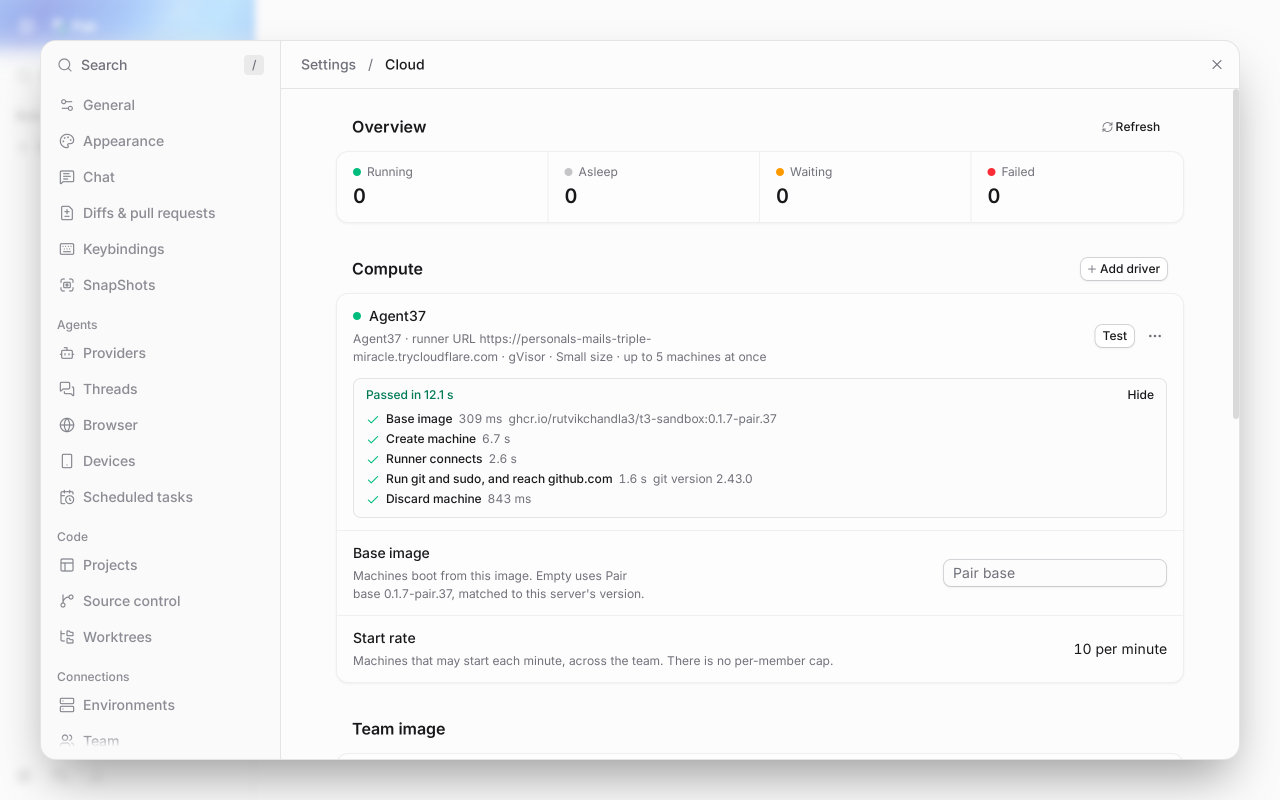 Search
/
General
Appearance
Chat
Diffs & pull requests
Keybindings
SnapShots
Agents
Providers
Threads
Browser
Devices
Scheduled tasks
Code
Projects
Source control
Worktrees
Connections
Environments
Team
Settings / Cloud
Overview
Refresh
Running
0
Asleep
0
Waiting
0
Failed
0
Compute
+ Add driver
Agent37
Agent37 · runner URL https://personals-mails-triple-
miracle.trycloudflare.com · gVisor · Small size · up to 5 machines at once
Test
Passed in 12.1 s
Hide
Base image 309 ms ghcr.io/rutvikchandla3/t3-sandbox:0.1.7-pair.37
Create machine 6.7 s
Runner connects 2.6 s
Run git and sudo, and reach github.com 1.6 s git version 2.43.0
Discard machine 843 ms
Base image
Machines boot from this image. Empty uses Pair
base 0.1.7-pair.37, matched to this server's version.
Pair base
Start rate
Machines that may start each minute, across the team. There is no per-member cap.
10 per minute
Team image